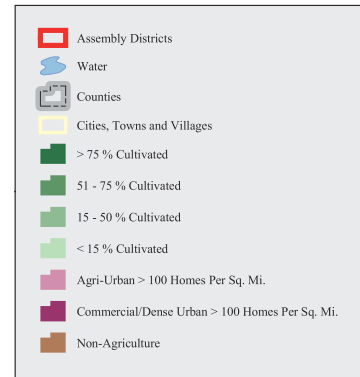 Assembly Districts
Water
Counties
Cities, Towns and Villages
> 75 % Cultivated
51 - 75 % Cultivated
15 - 50 % Cultivated
< 15 % Cultivated
Agri-Urban > 100 Homes Per Sq. Mi.
Commercial/Dense Urban > 100 Homes Per Sq. Mi.
Non-Agriculture